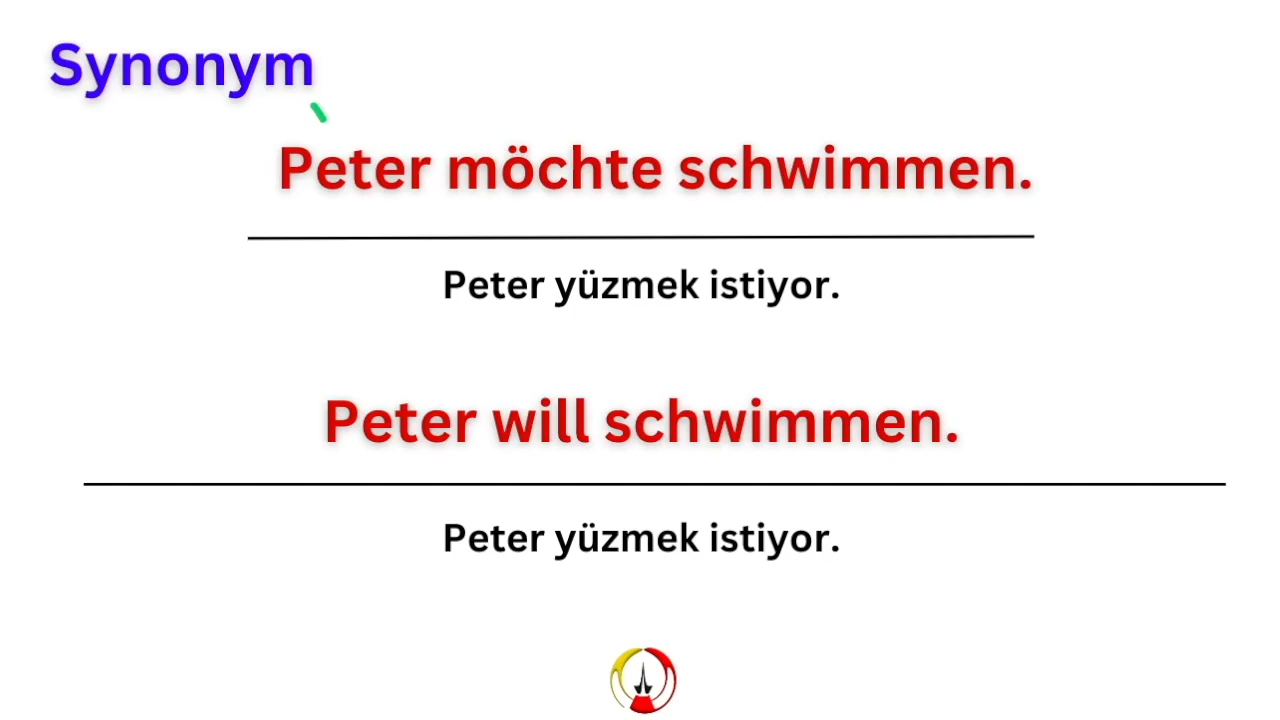 Synonym
Peter möchte schwimmen.
Peter yüzmek istiyor.
Peter will schwimmen.
Peter yüzmek istiyor.